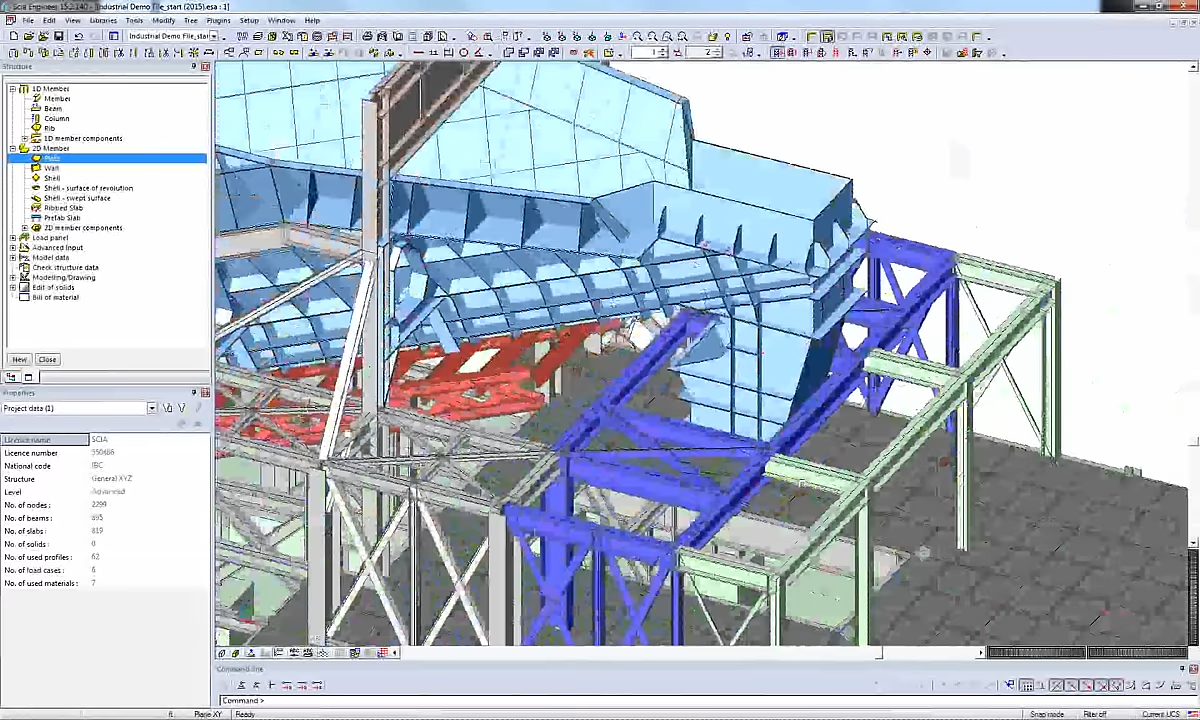 Scia Engineer 15.2.140 - [Industrial Demo File_start (2015).esa : 1]
File Edit View Libraries Tools Modify Tree Plugins Setup Window Help
Industrial Demo File_star
Structure
1D Member
Member
Beam
Column
Rib
1D member components
2D Member
Plate
Wall
Shell
Shell - surface of revolution
Shell - swept surface
Ribbed Slab
Prefab Slab
2D member components
Load panel
Advanced Input
Model data
Check structure data
Modelling/Drawing
Edit of solids
Bill of material
New Close
Properties
Project data (1)
Licence name SCIA
Licence number 550486
National code IBC
Structure General XYZ
Level Advanced
No. of nodes: 2299
No. of beams: 895
No. of slabs: 819
No. of solids: 0
No. of used profiles: 62
No. of load cases: 6
No. of used materials: 7
Command line
Command >
ft Plane XY Ready Snap mode Filter off Current UCS